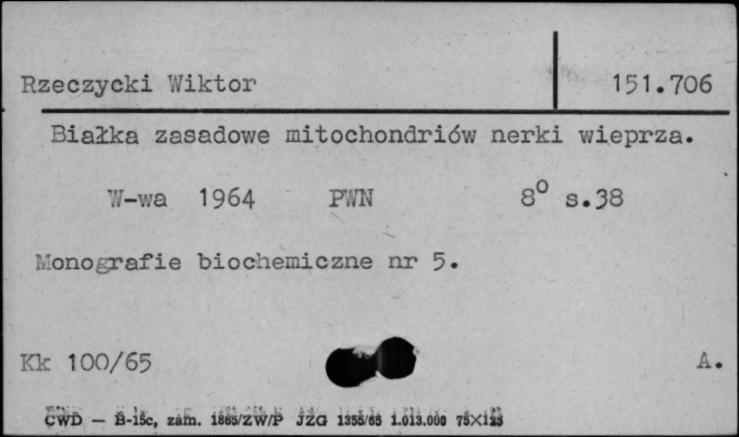 Rzeczycki Wiktor 151.706
Białka zasadowe mitochondriów nerki wieprza.
W-wa 1964 PWN 8⁰ s.38
Monografie biochemiczne nr 5.
Kk 100/65 A.
CWD — B-15c, zam. 1865/ZW/P JZG 1355/65 1.013.000 75×125